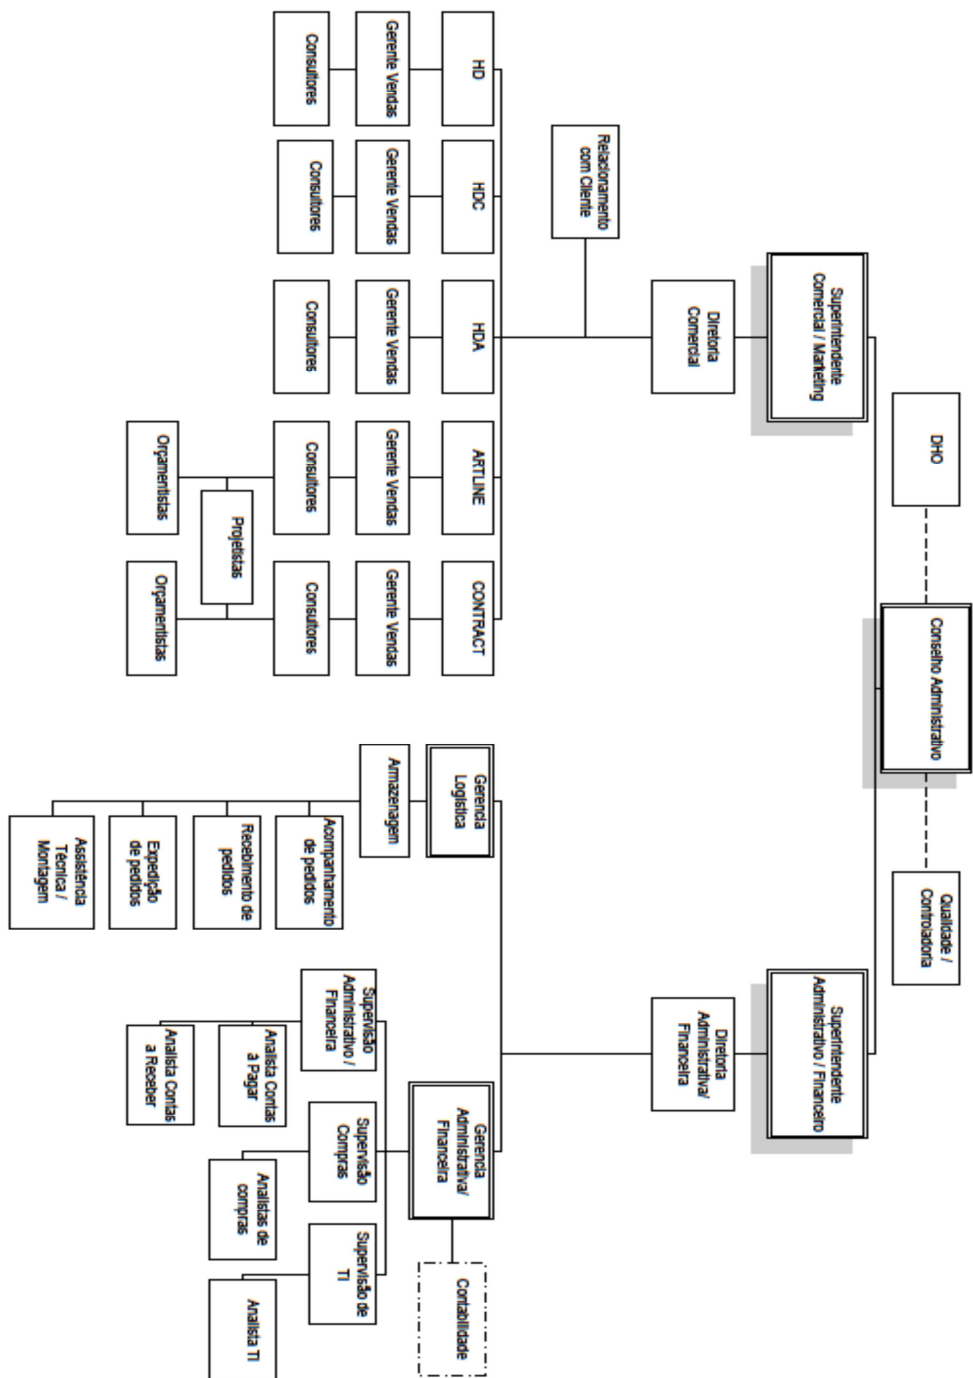 Conselho Administrativo
DHO
Qualidade /
Controladoria
Superintendente
Comercial / Marketing
Superintendente
Administrativo / Financeiro
Diretoria
Comercial
Diretoria
Administrativa/
Financeira
Relacionamento
com Cliente
HD
HDC
HDA
ARTLINE
CONTRACT
Gerente Vendas
Gerente Vendas
Gerente Vendas
Gerente Vendas
Gerente Vendas
Consultores
Consultores
Consultores
Consultores
Consultores
Projetistas
Orçamentistas
Orçamentistas
Gerencia
Logística
Gerencia
Administrativa/
Financeira
Contabilidade
Armazenagem
Acompanhamento
de pedidos
Recebimento de
pedidos
Expedição
de pedidos
Assistência
Técnica /
Montagem
Supervisão
Administrativo /
Financeira
Supervisão
Compras
Supervisão de
TI
Analista Contas
à Pagar
Analista Contas
a Receber
Analistas de
compras
Analista TI